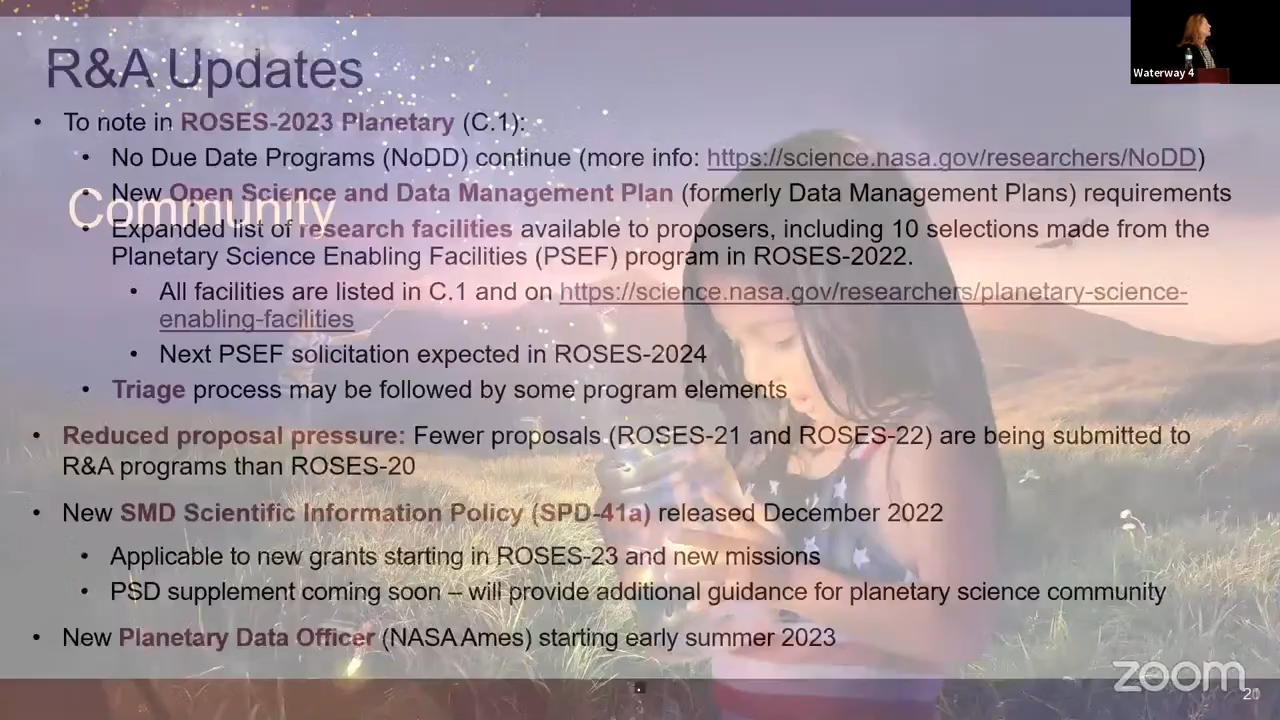 Waterway 4
R&A Updates
• To note in ROSES-2023 Planetary (C.1):
• No Due Date Programs (NoDD) continue (more info: https://science.nasa.gov/researchers/NoDD)
• New Open Science and Data Management Plan (formerly Data Management Plans) requirements
Community
• Expanded list of research facilities available to proposers, including 10 selections made from the
Planetary Science Enabling Facilities (PSEF) program in ROSES-2022.
• All facilities are listed in C.1 and on https://science.nasa.gov/researchers/planetary-science-
enabling-facilities
• Next PSEF solicitation expected in ROSES-2024
• Triage process may be followed by some program elements
• Reduced proposal pressure: Fewer proposals (ROSES-21 and ROSES-22) are being submitted to
R&A programs than ROSES-20
• New SMD Scientific Information Policy (SPD-41a) released December 2022
• Applicable to new grants starting in ROSES-23 and new missions
• PSD supplement coming soon – will provide additional guidance for planetary science community
• New Planetary Data Officer (NASA Ames) starting early summer 2023
zoom